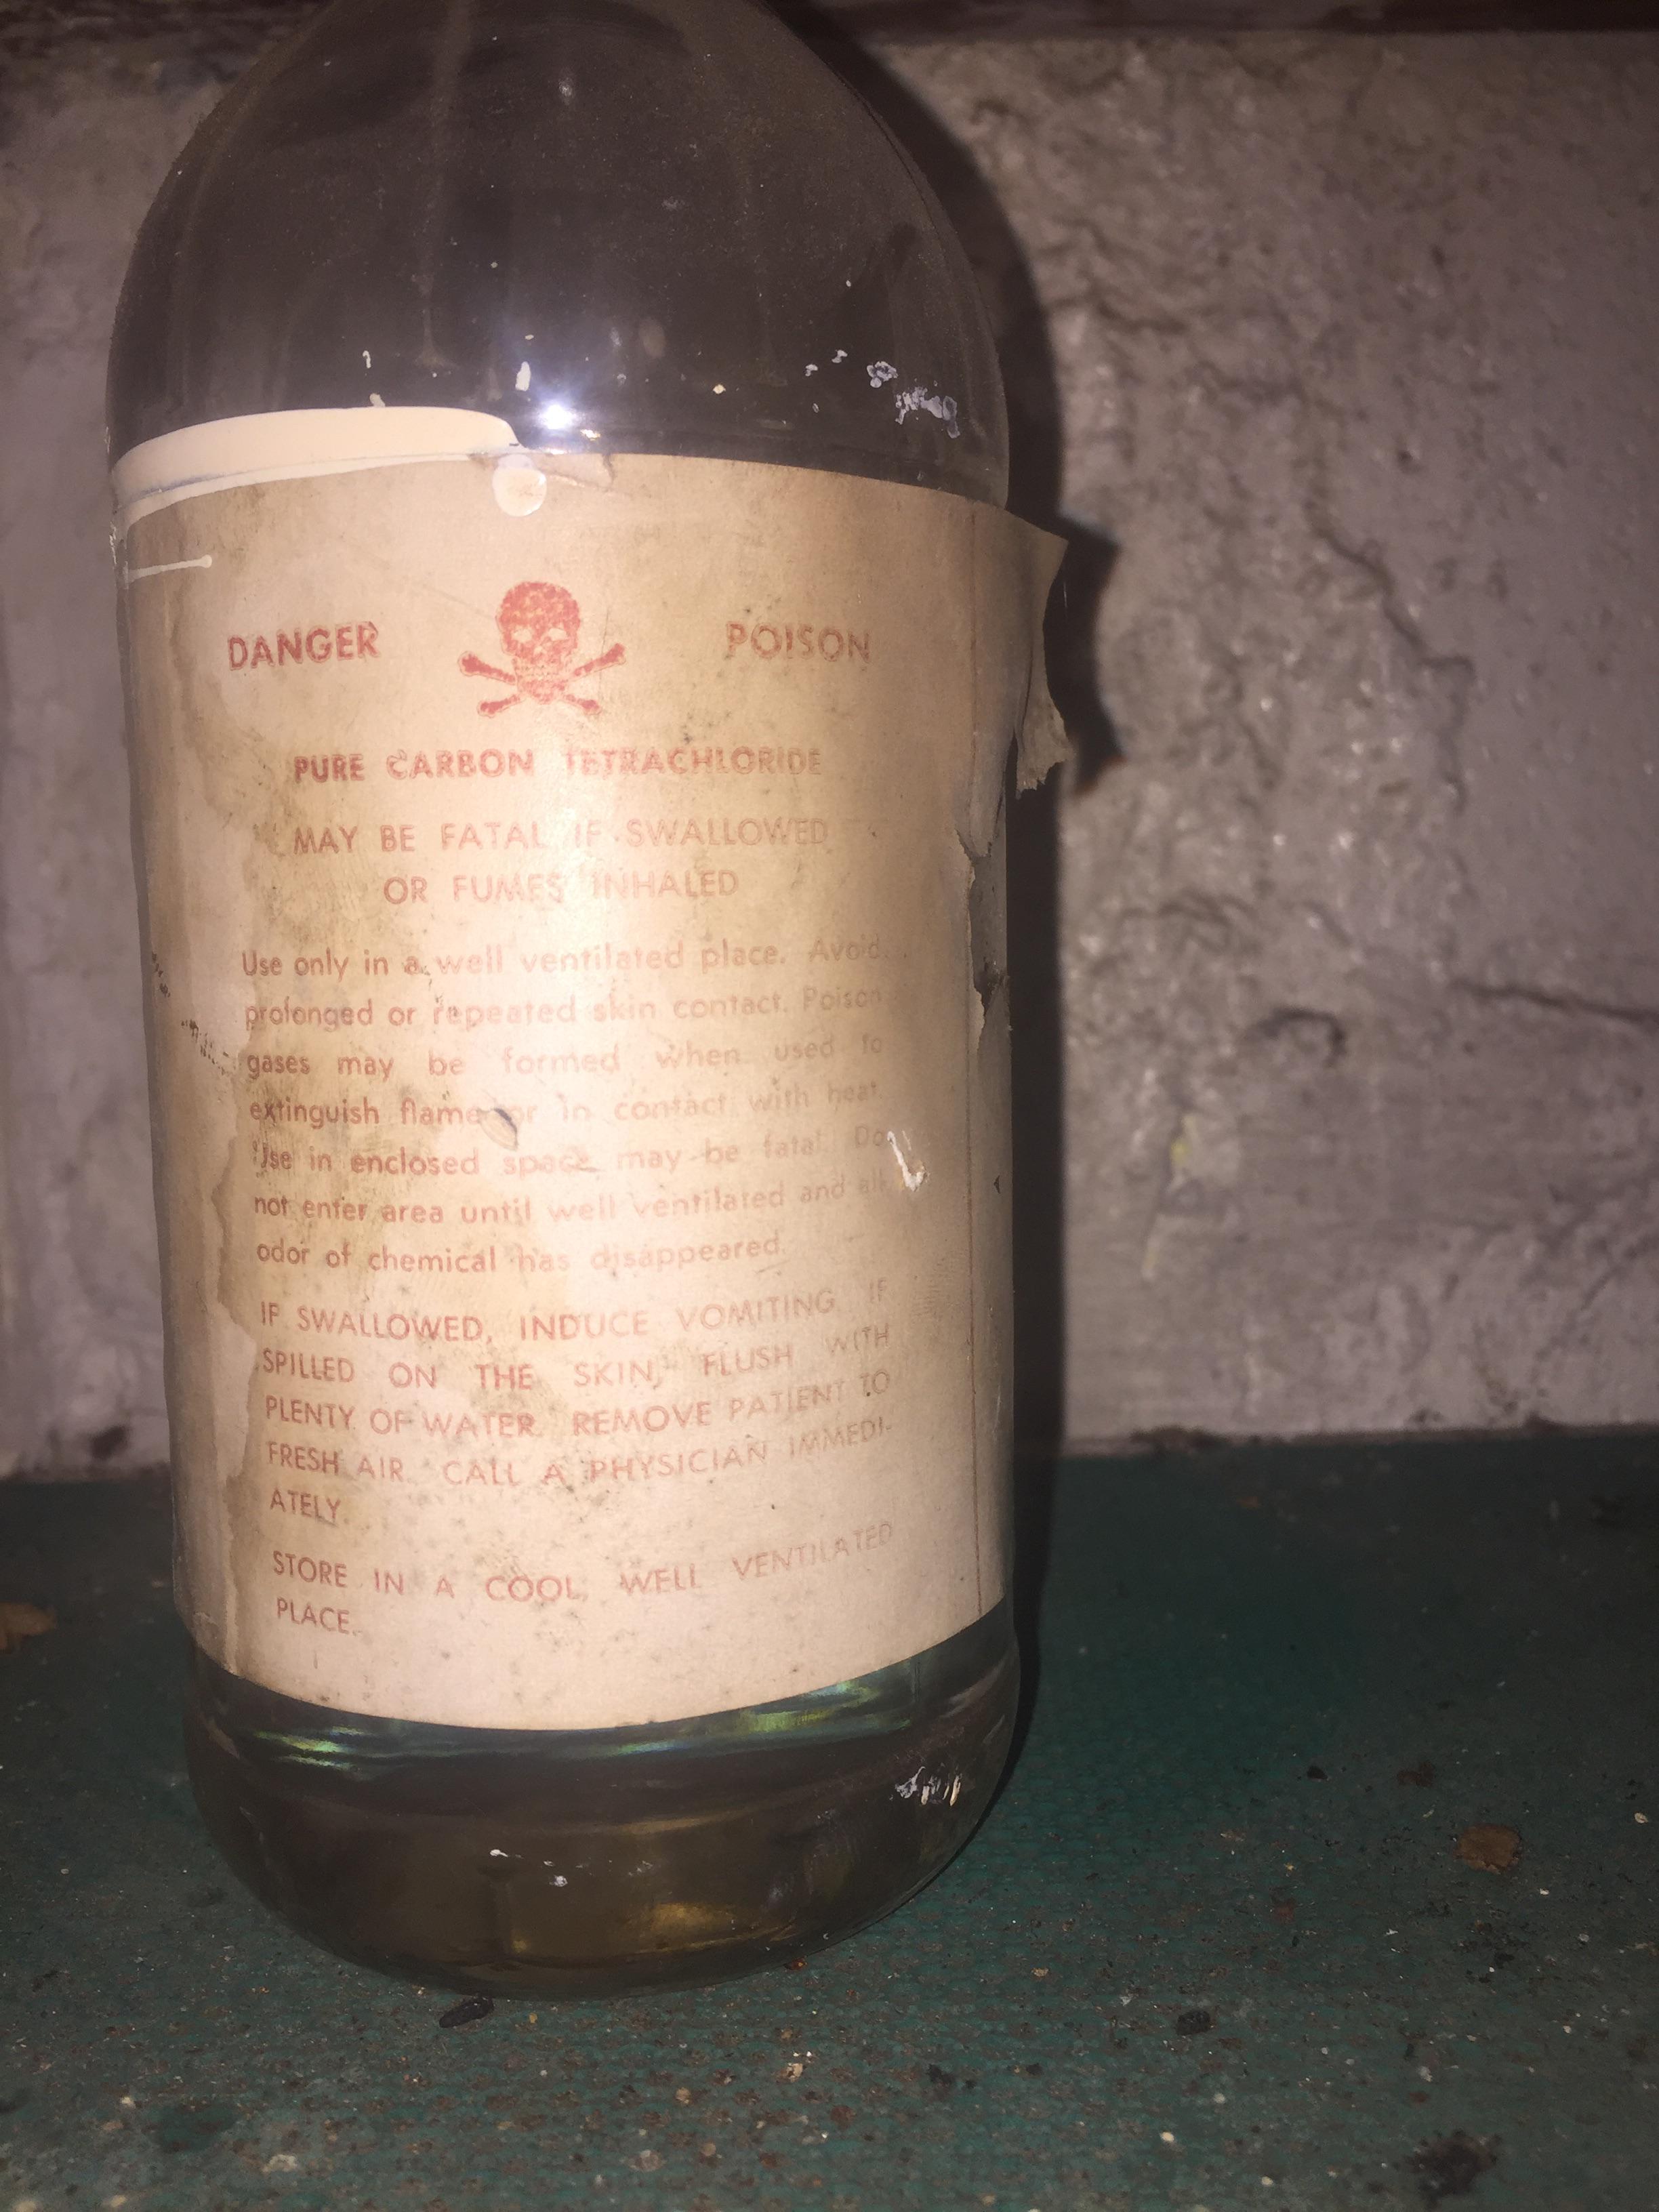 DANGER POISON
PURE CARBON TETRACHLORIDE
MAY BE FATAL IF SWALLOWED
OR FUMES INHALED
Use only in a well ventilated place. Avoid
prolonged or repeated skin contact. Poison
gases may be formed when used to
extinguish flame or in contact with heat.
Use in enclosed space may be fatal. Do
not enter area until well ventilated and all
odor of chemical has disappeared.
IF SWALLOWED, INDUCE VOMITING IF
SPILLED ON THE SKIN, FLUSH WITH
PLENTY OF WATER. REMOVE PATIENT TO
FRESH AIR. CALL A PHYSICIAN IMMEDI-
ATELY.
STORE IN A COOL, WELL VENTILATED
PLACE.